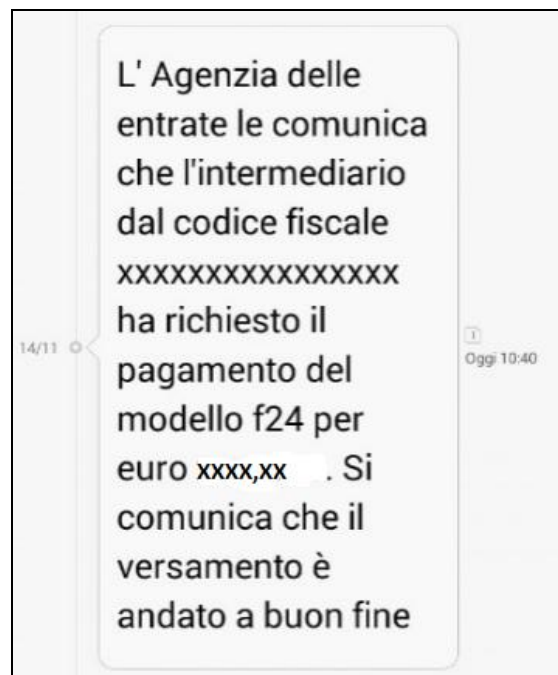 L' Agenzia delle
entrate le comunica
che l'intermediario
dal codice fiscale
xxxxxxxxxxxxxxxx
ha richiesto il
pagamento del
modello f24 per
euro xxxx,xx . Si
comunica che il
versamento è
andato a buon fine
14/11
1
Oggi 10:40